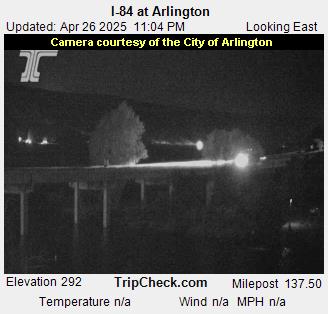 I-84 at Arlington
Updated: Apr 26 2025 11:04 PM Looking East
Camera courtesy of the City of Arlington
Elevation 292 TripCheck.com Milepost 137.50
Temperature n/a Wind n/a MPH n/a